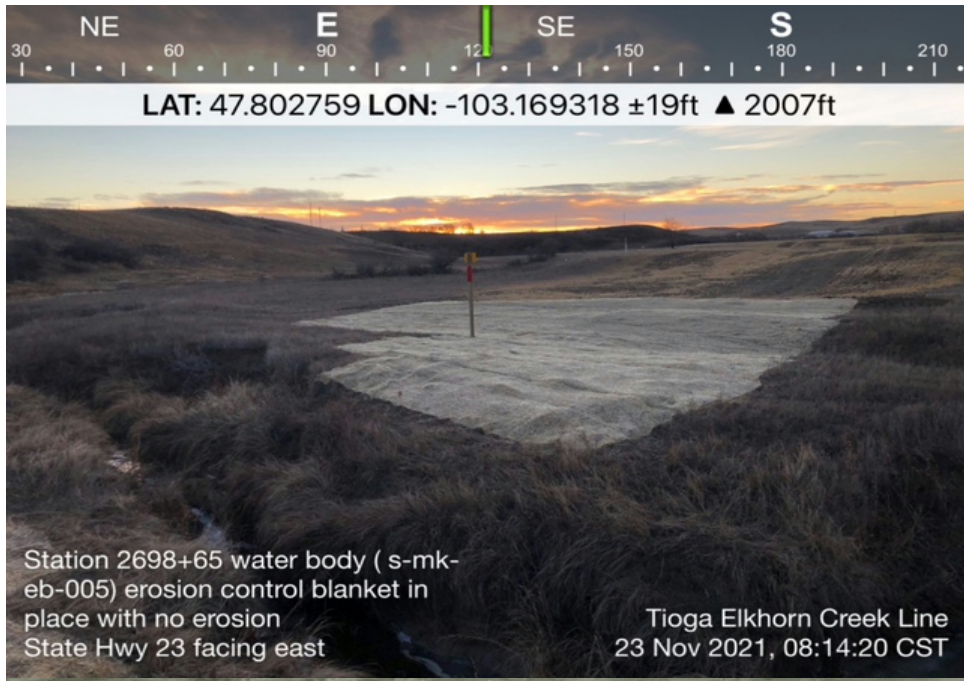 NE E SE S
30 60 90 120 150 180 210
LAT: 47.802759 LON: -103.169318 ±19ft ▲ 2007ft
Station 2698+65 water body ( s-mk-
eb-005) erosion control blanket in
place with no erosion
State Hwy 23 facing east
Tioga Elkhorn Creek Line
23 Nov 2021, 08:14:20 CST